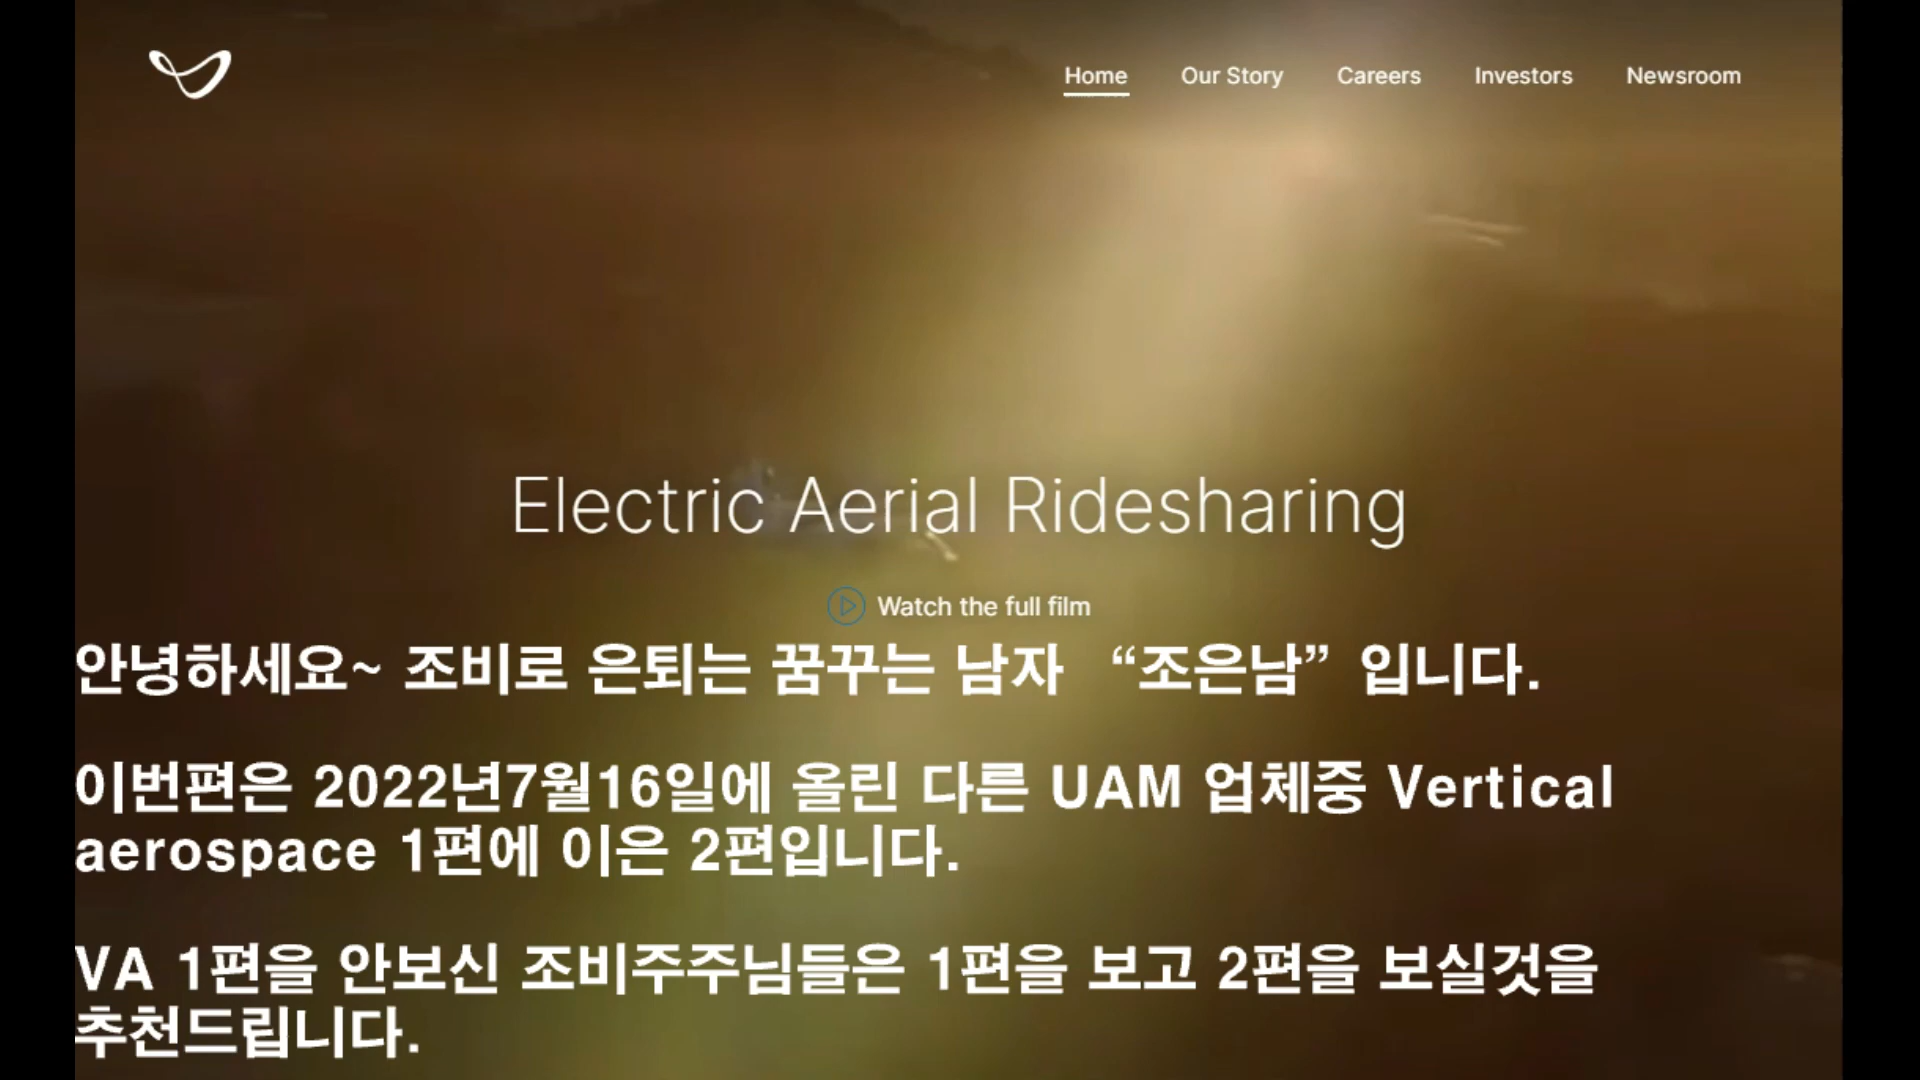 Home Our Story Careers Investors Newsroom
Electric Aerial Ridesharing
Watch the full film
안녕하세요~ 조비로 은퇴는 꿈꾸는 남자 “조은남” 입니다.
이번편은 2022년7월16일에 올린 다른 UAM 업체중 Vertical
aerospace 1편에 이은 2편입니다.
VA 1편을 안보신 조비주주님들은 1편을 보고 2편을 보실것을
추천드립니다.